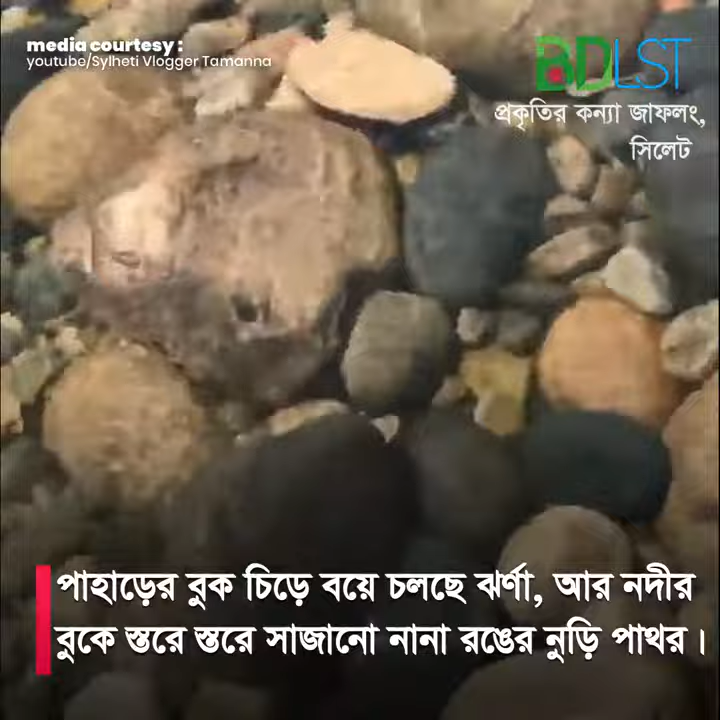 media courtesy :
youtube/Sylheti Vlogger Tamanna
BDLST
প্রকৃতির কন্যা জাফলং,
সিলেট
পাহাড়ের বুক চিড়ে বয়ে চলছে ঝর্ণা, আর নদীর
বুকে স্তরে স্তরে সাজানো নানা রঙের নুড়ি পাথর।